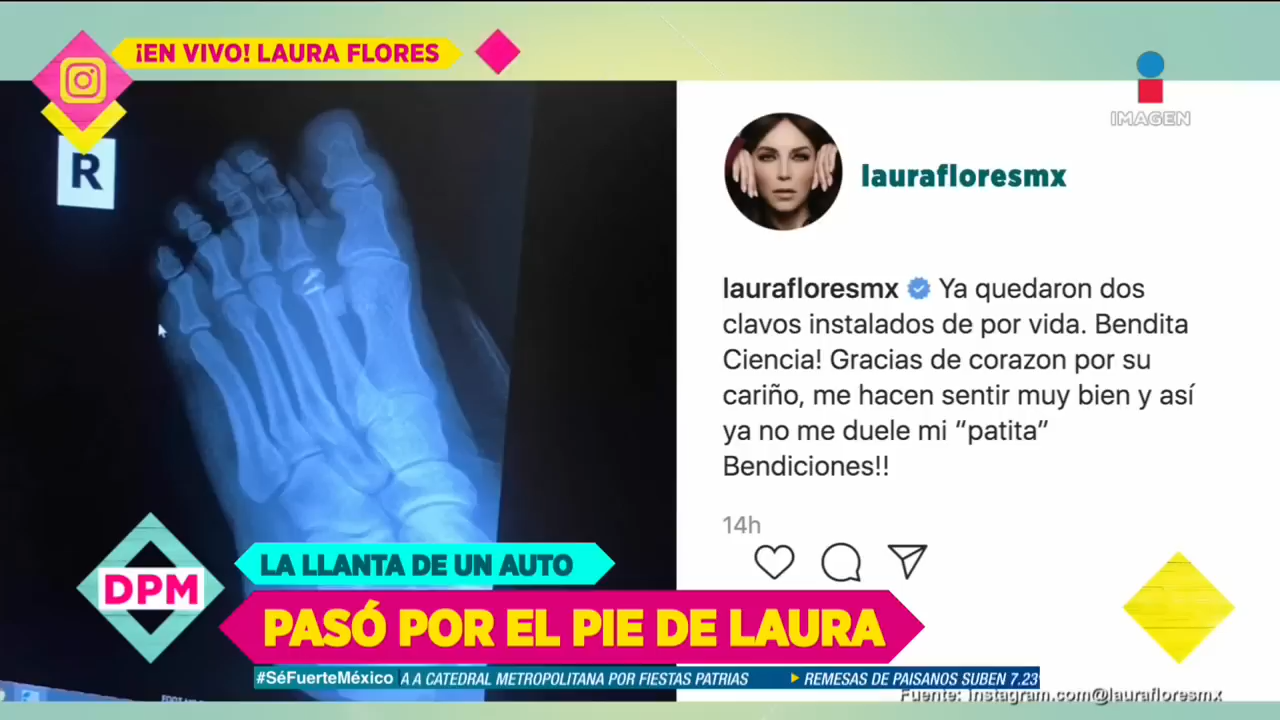 ¡EN VIVO! LAURA FLORES
IMAGEN
R
laurafloresmx
laurafloresmx Ya quedaron dos
clavos instalados de por vida. Bendita
Ciencia! Gracias de corazon por su
cariño, me hacen sentir muy bien y así
ya no me duele mi “patita”
Bendiciones!!
14h
LA LLANTA DE UN AUTO
DPM
PASÓ POR EL PIE DE LAURA
#SéFuerteMéxico A A CATEDRAL METROPOLITANA POR FIESTAS PATRIAS REMESAS DE PAISANOS SUBEN 7.23
Fuente: Instagram.com@laurafloresmx